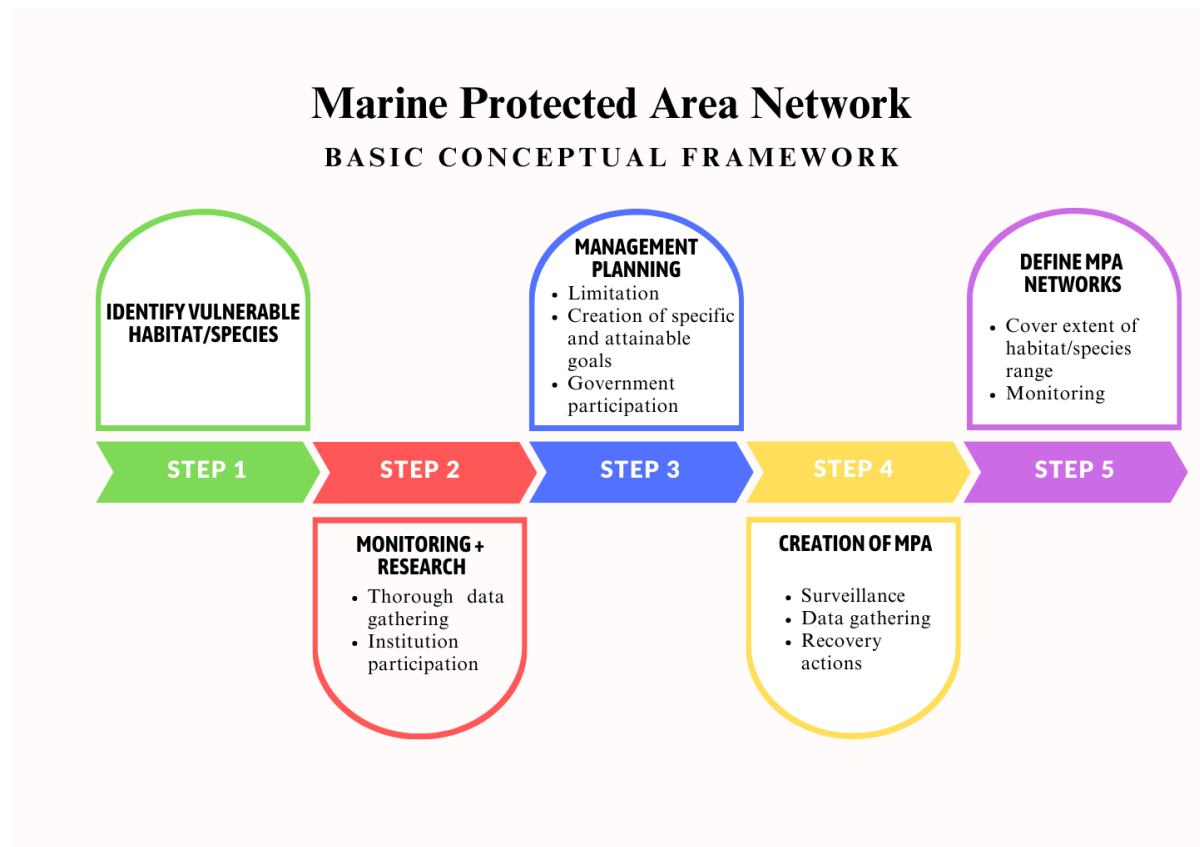 Marine Protected Area Network
BASIC CONCEPTUAL FRAMEWORK
IDENTIFY VULNERABLE
HABITAT/SPECIES
STEP 1
STEP 2
MONITORING +
RESEARCH
• Thorough data
gathering
• Institution
participation
MANAGEMENT
PLANNING
• Limitation
• Creation of specific
and attainable
goals
• Government
participation
STEP 3
STEP 4
CREATION OF MPA
• Surveillance
• Data gathering
• Recovery
actions
DEFINE MPA
NETWORKS
• Cover extent of
habitat/species
range
• Monitoring
STEP 5